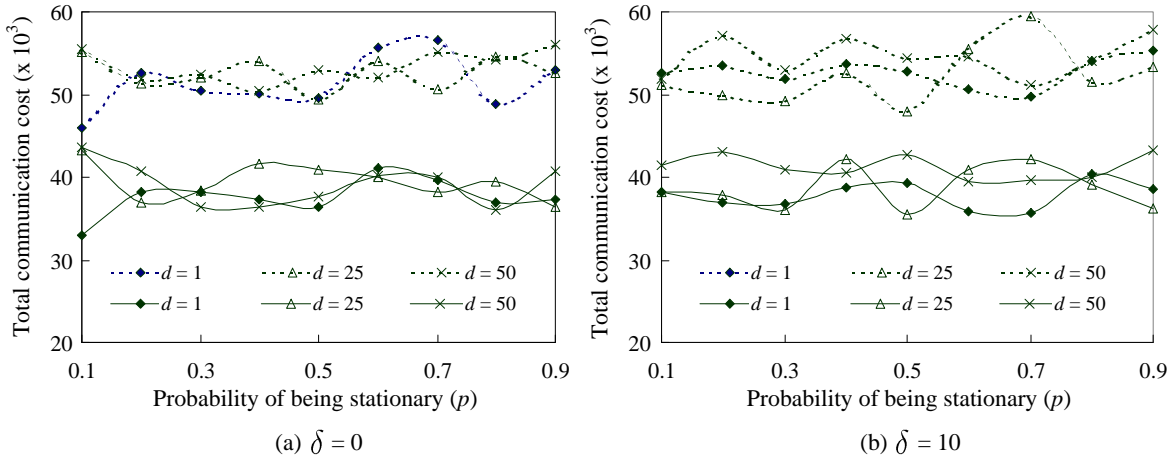 Total communication cost (x 10³)
60
50
40
30
20
d = 1 d = 25 d = 50
d = 1 d = 25 d = 50
0.1 0.3 0.5 0.7 0.9
Probability of being stationary (p)
(a) δ = 0
Total communication cost (x 10³)
60
50
40
30
20
d = 1 d = 25 d = 50
d = 1 d = 25 d = 50
0.1 0.3 0.5 0.7 0.9
Probability of being stationary (p)
(b) δ = 10